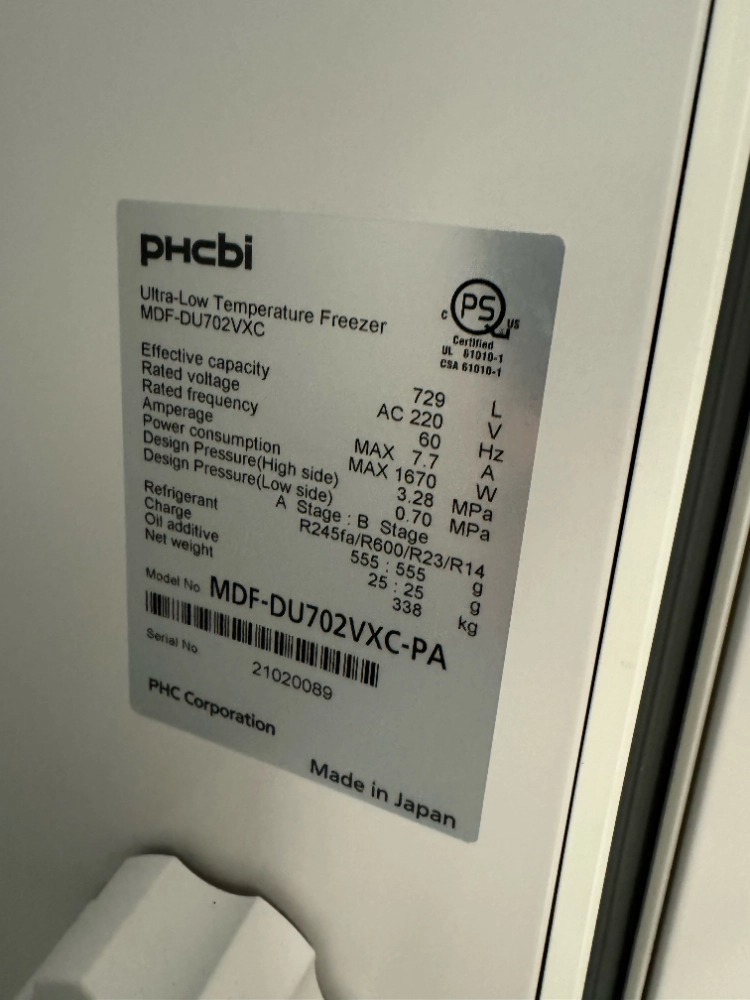 PHCbi
Ultra-Low Temperature Freezer
MDF-DU702VXC
c PS us
Certified
UL 61010-1
CSA 61010-1
Effective capacity 729 L
Rated voltage AC 220 V
Rated frequency 60 Hz
Amperage MAX 7.7 A
Power consumption MAX 1670 W
Design Pressure(High side) 3.28 MPa
Design Pressure(Low side) 0.70 MPa
A Stage : B Stage
Refrigerant R245fa/R600/R23/R14
Charge 555 : 555 g
Oil additive 25 : 25 g
Net weight 338 kg
Model No MDF-DU702VXC-PA
Serial No 21020089
PHC Corporation
Made in Japan